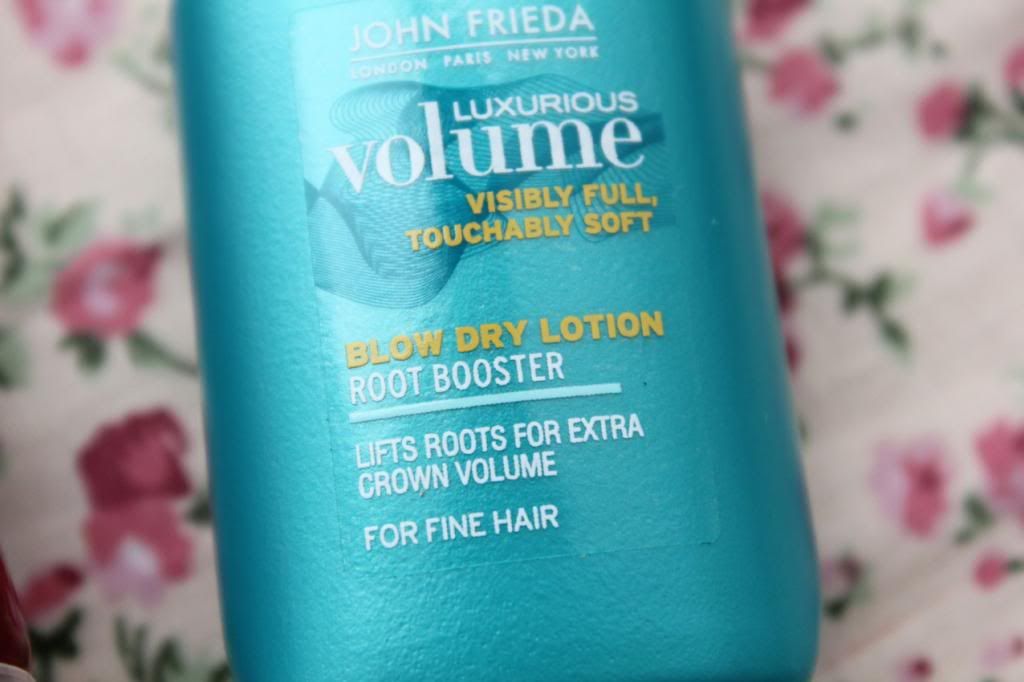 JOHN FRIEDA
LONDON PARIS NEW YORK
LUXURIOUS
volume
VISIBLY FULL,
TOUCHABLY SOFT
BLOW DRY LOTION
ROOT BOOSTER
LIFTS ROOTS FOR EXTRA
CROWN VOLUME
FOR FINE HAIR